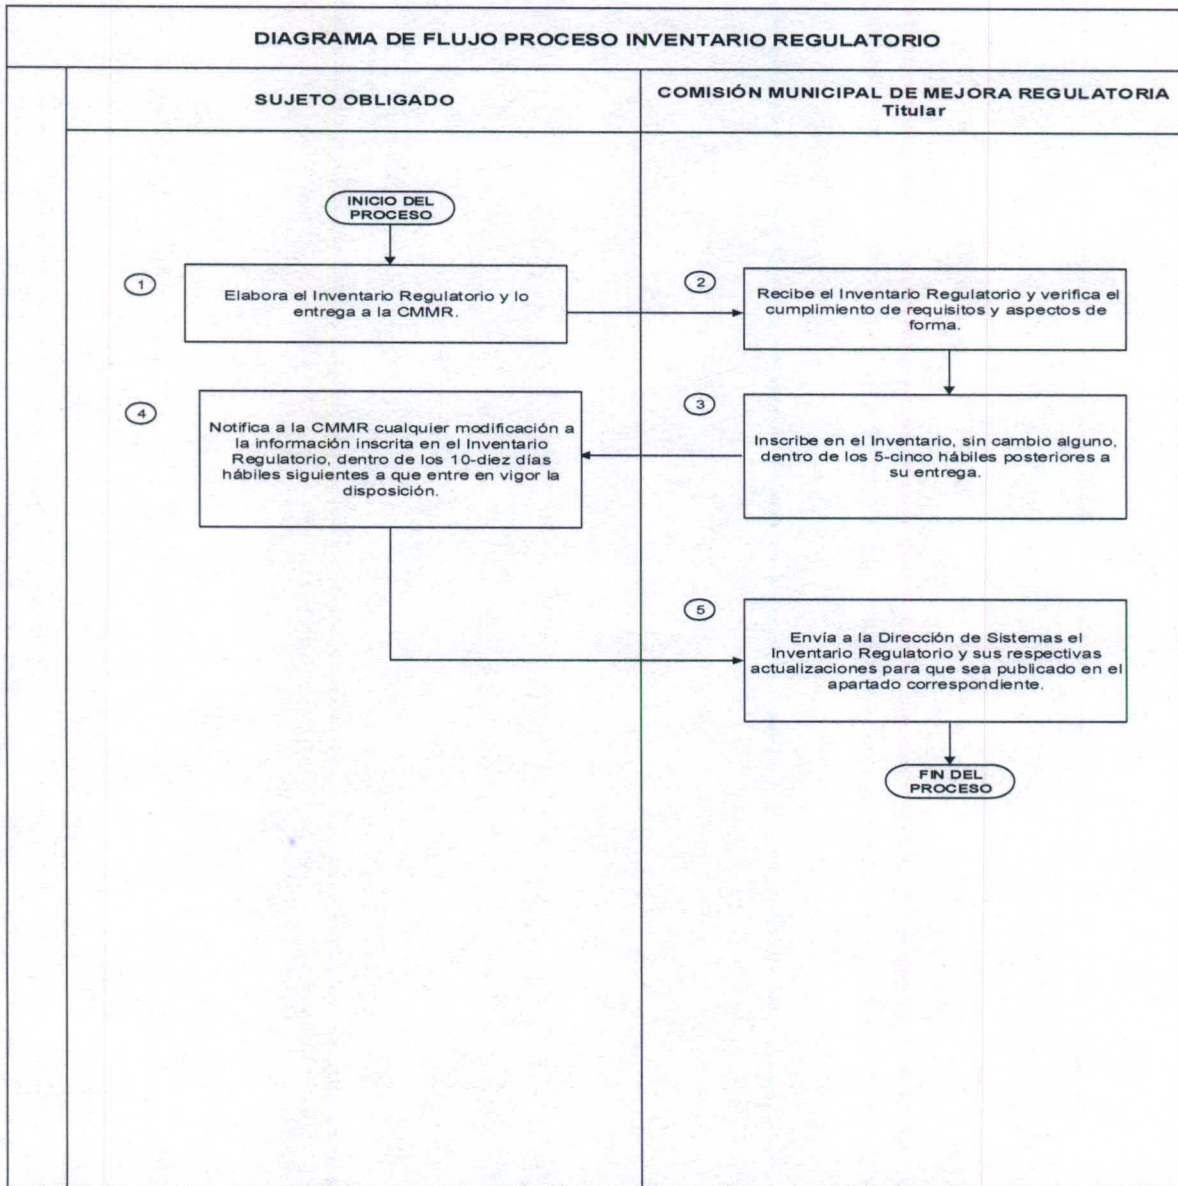 DIAGRAMA DE FLUJO PROCESO INVENTARIO REGULATORIO
SUJETO OBLIGADO
COMISIÓN MUNICIPAL DE MEJORA REGULATORIA
Titular
INICIO DEL
PROCESO
1
Elabora el Inventario Regulatorio y lo
entrega a la CMMR.
2
Recibe el Inventario Regulatorio y verifica el
cumplimiento de requisitos y aspectos de
forma.
3
Inscribe en el Inventario, sin cambio alguno,
dentro de los 5-cinco hábiles posteriores a
su entrega.
4
Notifica a la CMMR cualquier modificación a
la información inscrita en el Inventario
Regulatorio, dentro de los 10-diez días
hábiles siguientes a que entre en vigor la
disposición.
5
Envía a la Dirección de Sistemas el
Inventario Regulatorio y sus respectivas
actualizaciones para que sea publicado en el
apartado correspondiente.
FIN DEL
PROCESO